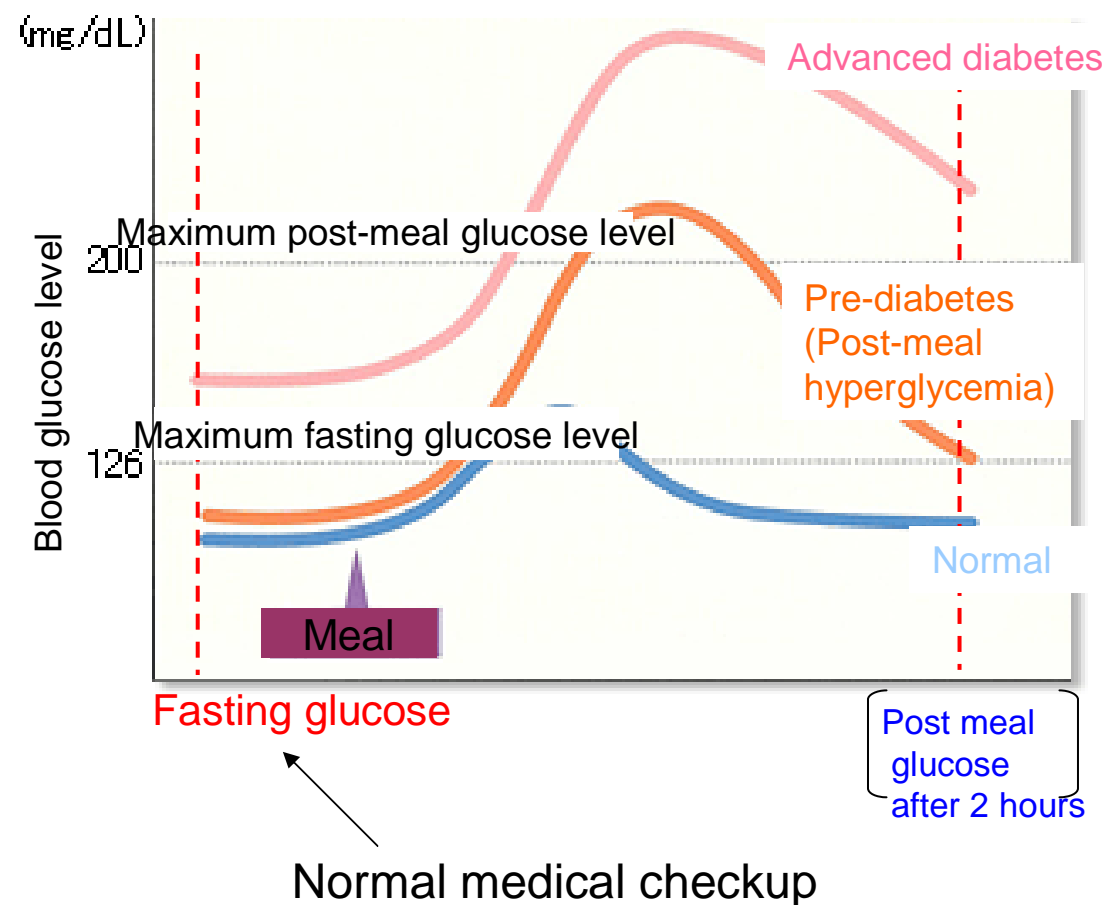 (mg/dL)
Advanced diabetes
Maximum post-meal glucose level
200
Pre-diabetes
(Post-meal
hyperglycemia)
Blood glucose level
Maximum fasting glucose level
126
Normal
Meal
Fasting glucose
Post meal
glucose
after 2 hours
Normal medical checkup